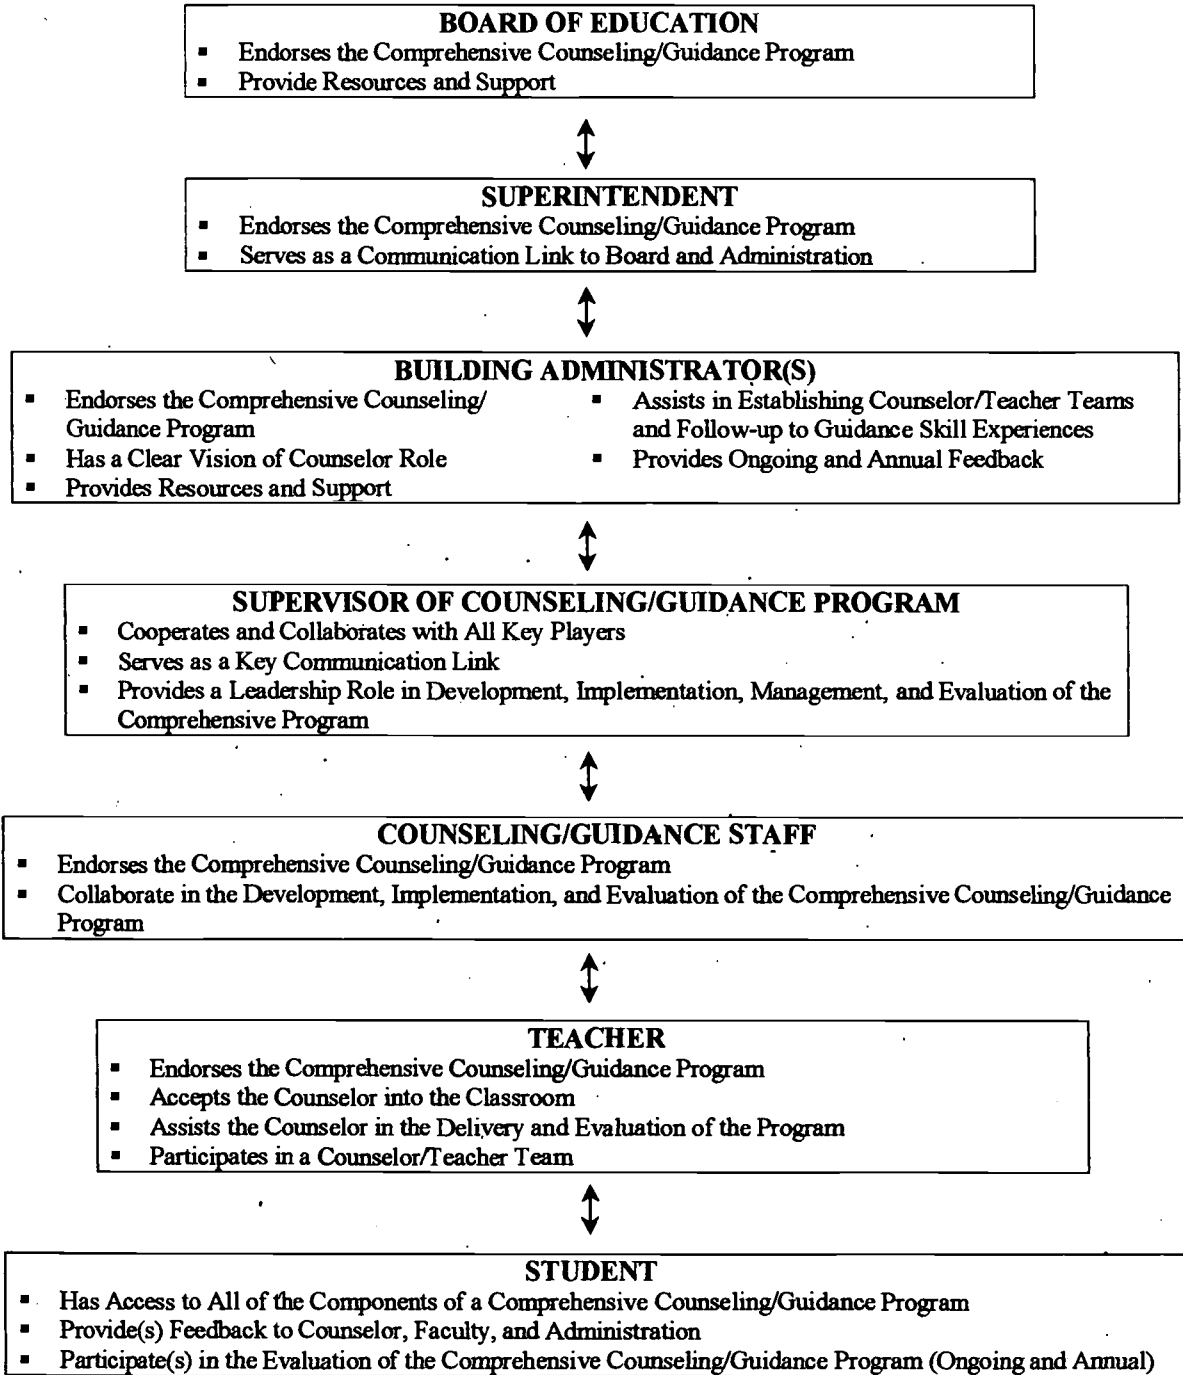 BOARD OF EDUCATION
▪ Endorses the Comprehensive Counseling/Guidance Program
▪ Provide Resources and Support
SUPERINTENDENT
▪ Endorses the Comprehensive Counseling/Guidance Program
▪ Serves as a Communication Link to Board and Administration
BUILDING ADMINISTRATOR(S)
▪ Endorses the Comprehensive Counseling/
Guidance Program
▪ Has a Clear Vision of Counselor Role
▪ Provides Resources and Support
▪ Assists in Establishing Counselor/Teacher Teams
and Follow-up to Guidance Skill Experiences
▪ Provides Ongoing and Annual Feedback
SUPERVISOR OF COUNSELING/GUIDANCE PROGRAM
▪ Cooperates and Collaborates with All Key Players
▪ Serves as a Key Communication Link
▪ Provides a Leadership Role in Development, Implementation, Management, and Evaluation of the
Comprehensive Program
COUNSELING/GUIDANCE STAFF
▪ Endorses the Comprehensive Counseling/Guidance Program
▪ Collaborate in the Development, Implementation, and Evaluation of the Comprehensive Counseling/Guidance
Program
TEACHER
▪ Endorses the Comprehensive Counseling/Guidance Program
▪ Accepts the Counselor into the Classroom
▪ Assists the Counselor in the Delivery and Evaluation of the Program
▪ Participates in a Counselor/Teacher Team
STUDENT
▪ Has Access to All of the Components of a Comprehensive Counseling/Guidance Program
▪ Provide(s) Feedback to Counselor, Faculty, and Administration
▪ Participate(s) in the Evaluation of the Comprehensive Counseling/Guidance Program (Ongoing and Annual)